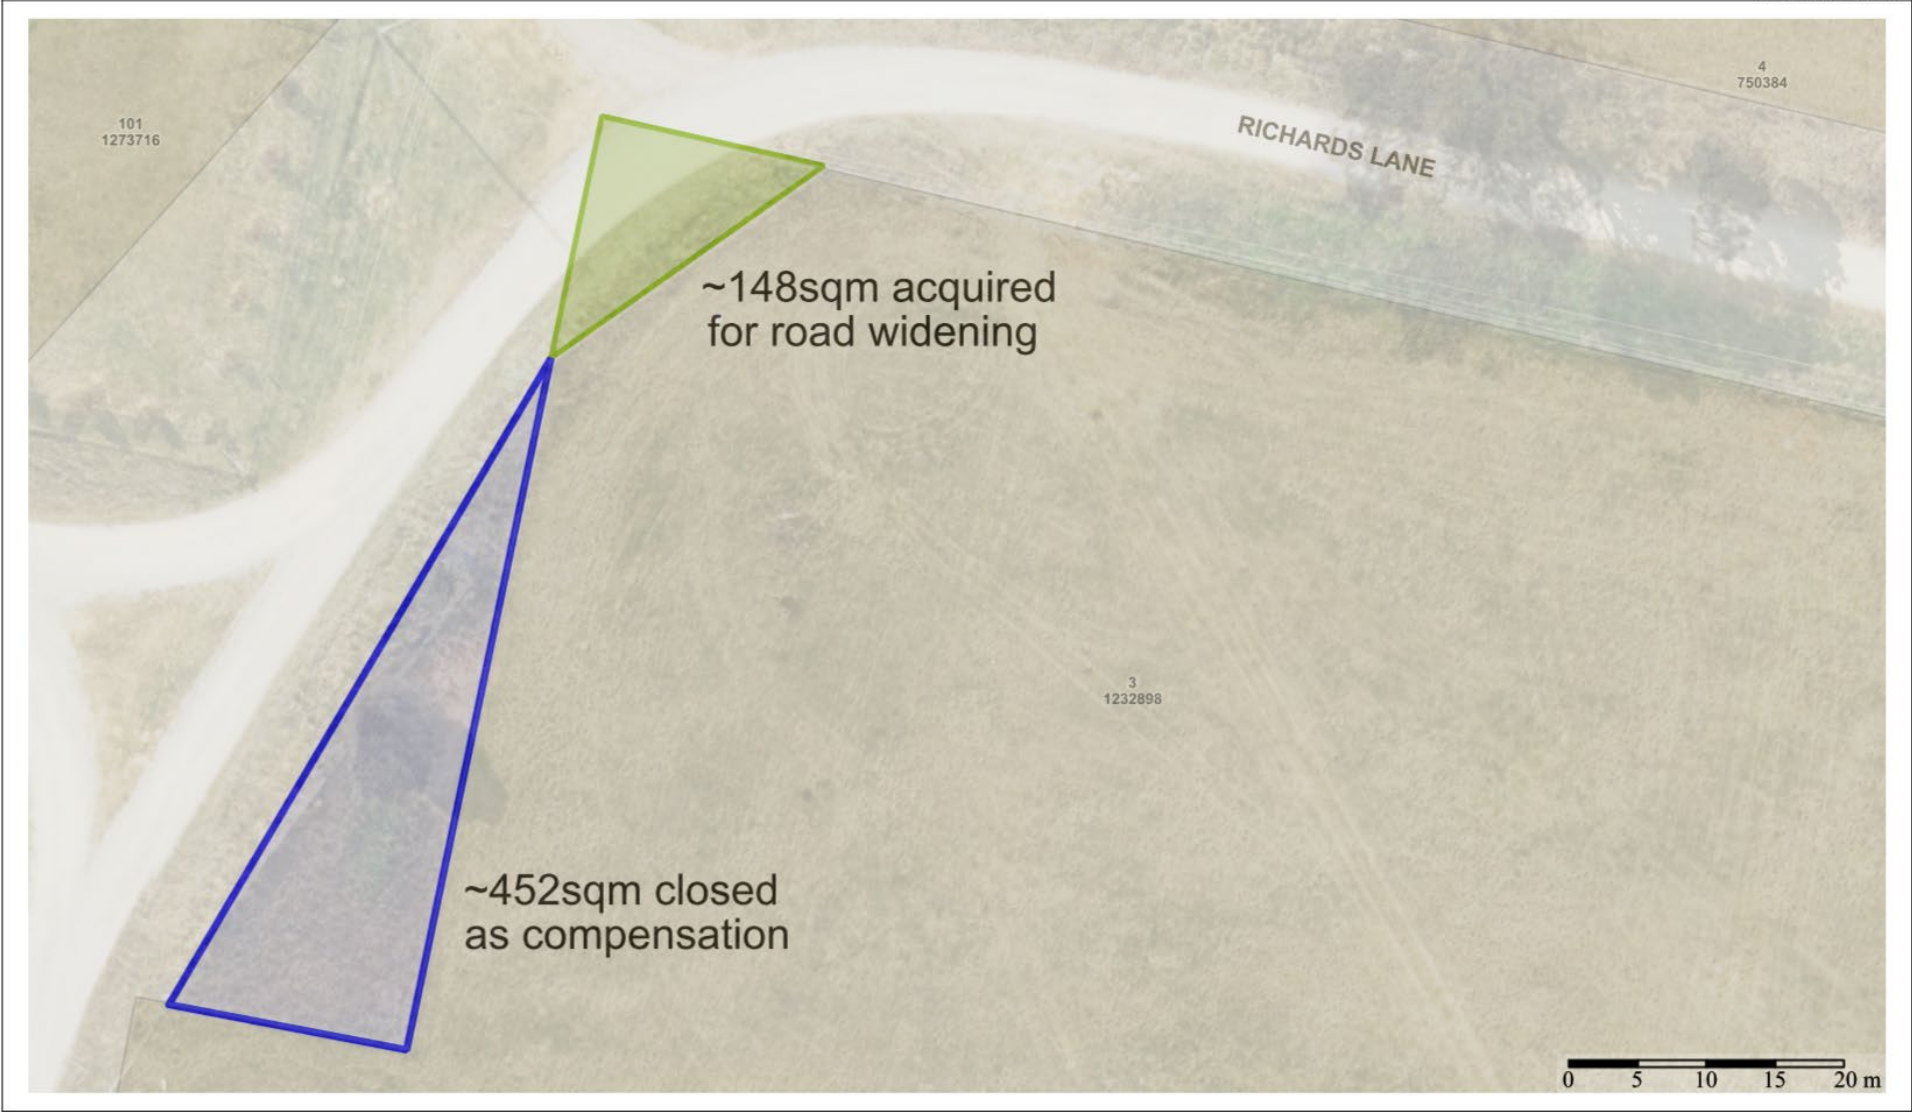 4
750384
101
1273716
RICHARDS LANE
~148sqm acquired
for road widening
3
1232898
~452sqm closed
as compensation
0 5 10 15 20 m